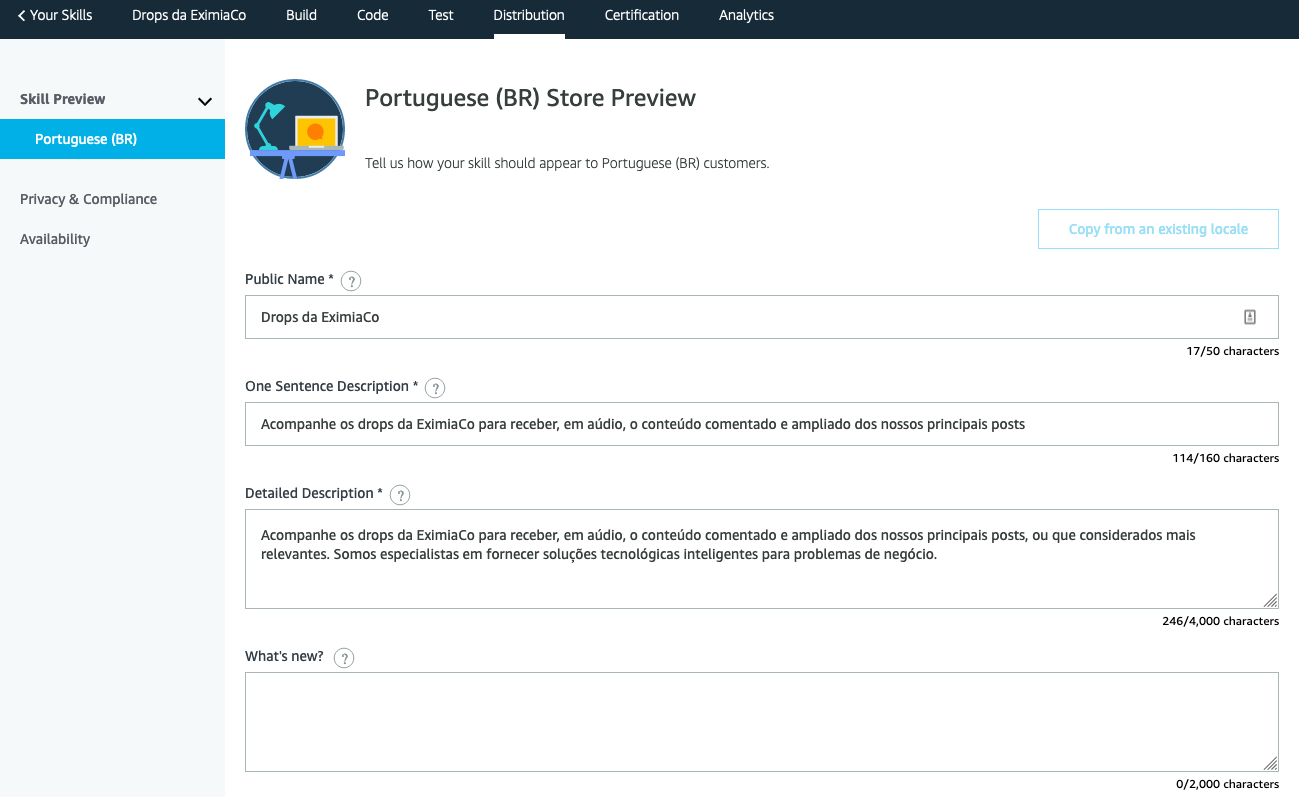 Your Skills
Drops da EximiaCo
Build
Code
Test
Distribution
Certification
Analytics
Skill Preview
Portuguese (BR)
Privacy & Compliance
Availability
Portuguese (BR) Store Preview
Tell us how your skill should appear to Portuguese (BR) customers.
Copy from an existing locale
Public Name * ?
Drops da EximiaCo
17/50 characters
One Sentence Description * ?
Acompanhe os drops da EximiaCo para receber, em aúdio, o conteúdo comentado e ampliado dos nossos principais posts
114/160 characters
Detailed Description * ?
Acompanhe os drops da EximiaCo para receber, em aúdio, o conteúdo comentado e ampliado dos nossos principais posts, ou que considerados mais
relevantes. Somos especialistas em fornecer soluções tecnológicas inteligentes para problemas de negócio.
246/4,000 characters
What's new? ?
0/2,000 characters